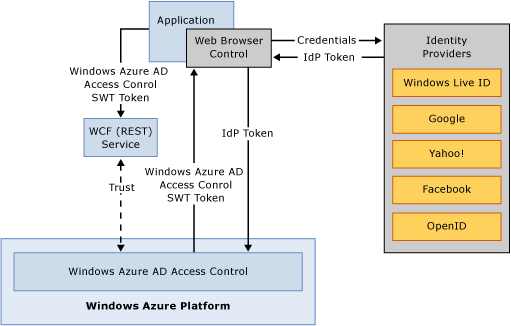 Application
Web Browser
Control
Credentials
IdP Token
Identity
Providers
Windows Live ID
Google
Yahoo!
Facebook
OpenID
Windows Azure AD
Access Conrol
SWT Token
WCF (REST)
Service
IdP Token
Windows Azure AD
Access Conrol
SWT Token
Trust
Windows Azure AD Access Control
Windows Azure Platform